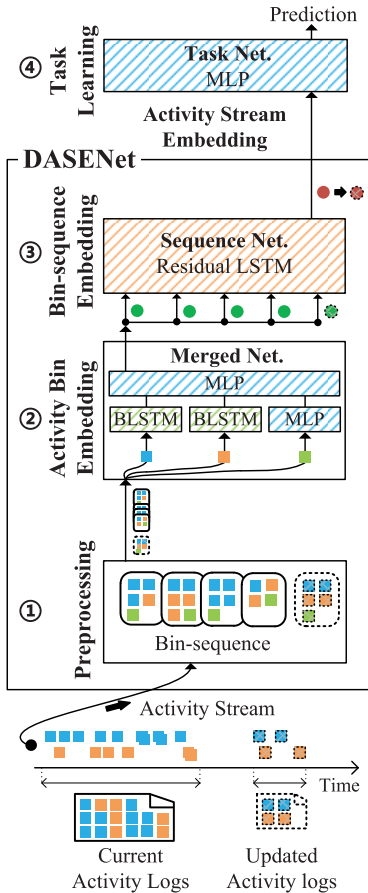 Prediction
④
Task
Learning
Task Net.
MLP
Activity Stream
Embedding
DASENet
③
Bin-sequence
Embedding
Sequence Net.
Residual LSTM
②
Activity Bin
Embedding
Merged Net.
MLP
BLSTM
BLSTM
MLP
①
Preprocessing
Bin-sequence
Activity Stream
Time
Current
Activity Logs
Updated
Activity logs